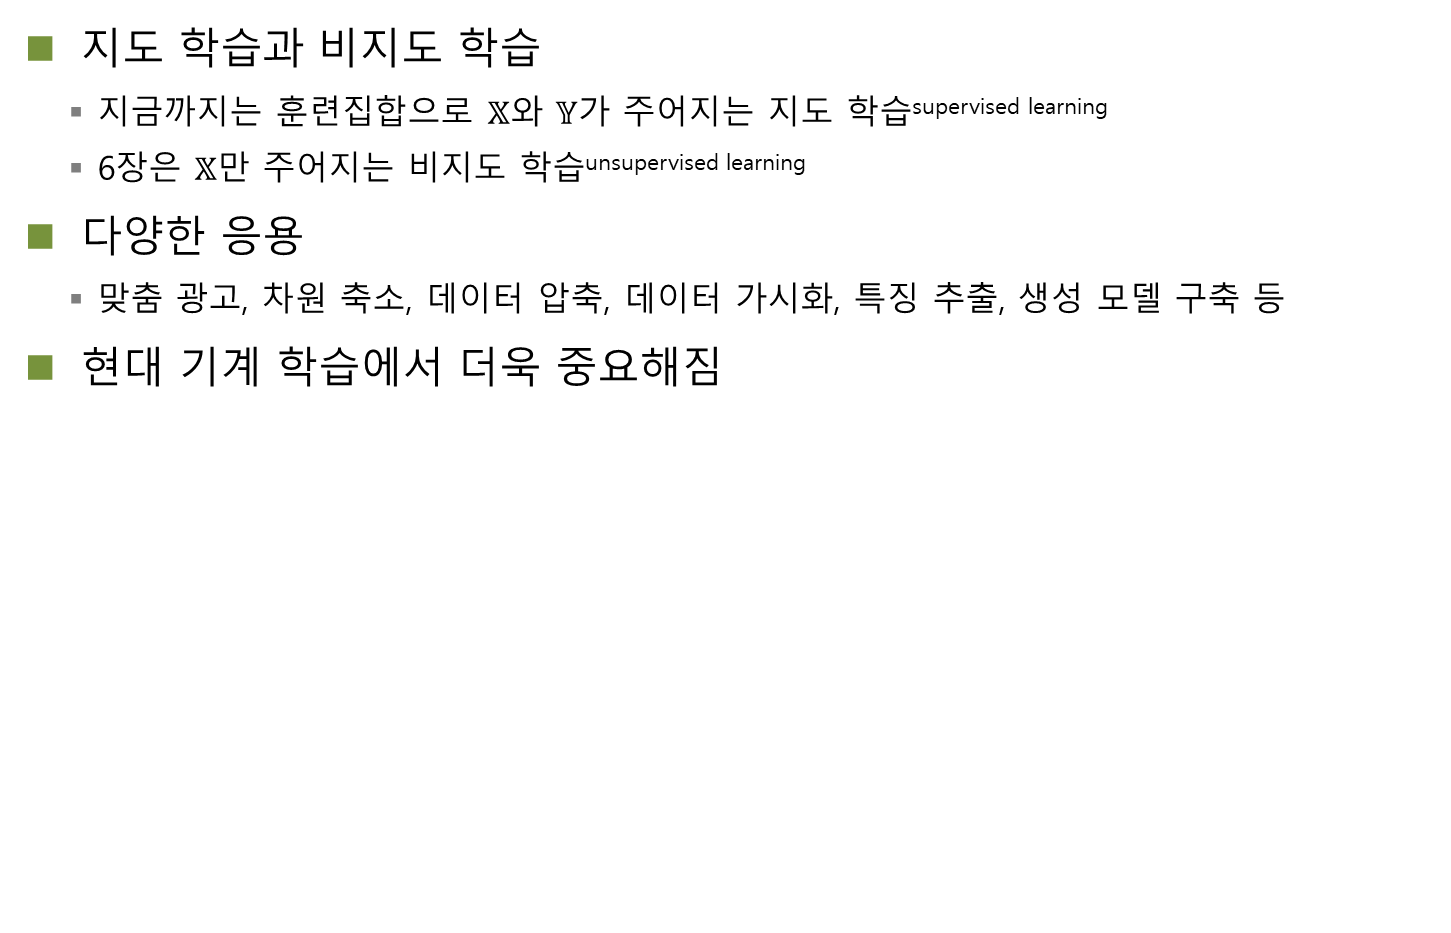 ■ 지도 학습과 비지도 학습
▪ 지금까지는 훈련집합으로 𝕏와 𝕐가 주어지는 지도 학습supervised learning
▪ 6장은 𝕏만 주어지는 비지도 학습unsupervised learning
■ 다양한 응용
▪ 맞춤 광고, 차원 축소, 데이터 압축, 데이터 가시화, 특징 추출, 생성 모델 구축 등
■ 현대 기계 학습에서 더욱 중요해짐